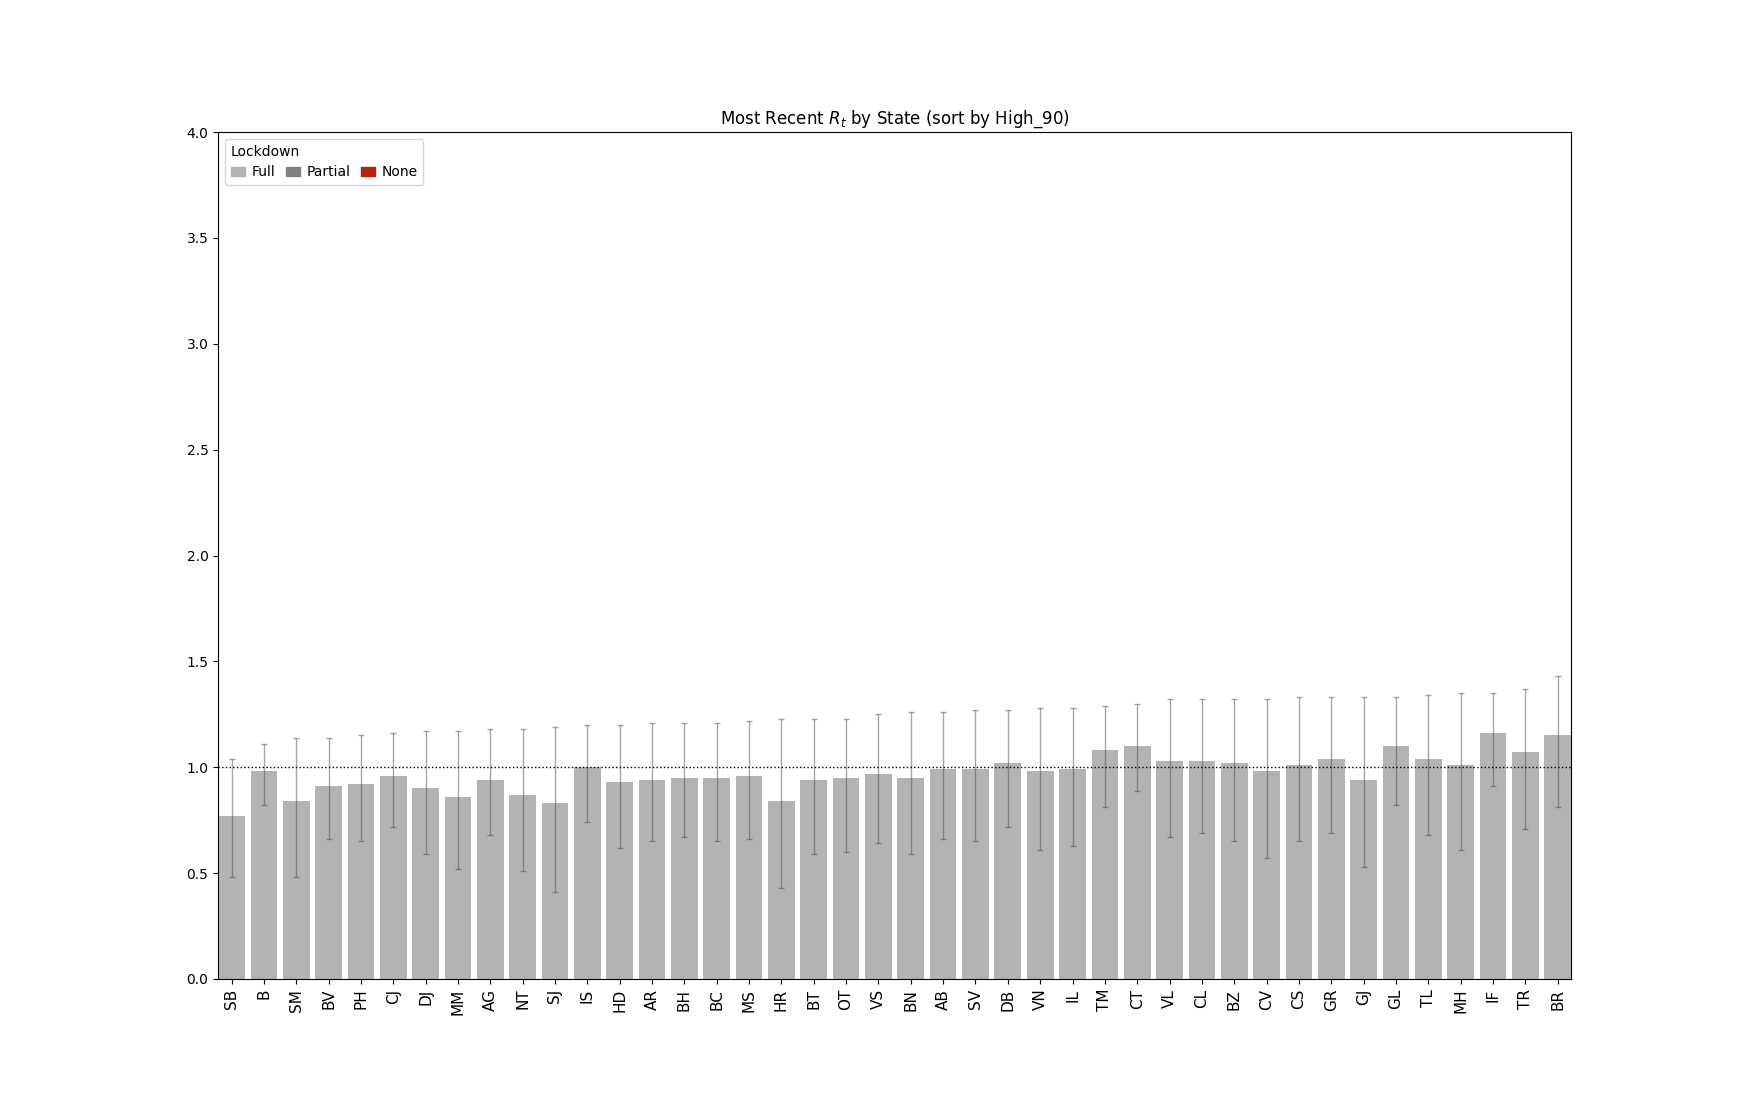 Most Recent Rt by State (sort by High_90)
4.0
Lockdown
Full Partial None
3.5
3.0
2.5
2.0
1.5
1.0
0.5
0.0
SB B SM BV PH CJ DJ MM AG NT SJ IS HD AR BH BC MS HR BT OT VS BN AB SV DB VN IL TM CT VL CL BZ CV CS GR GJ GL TL MH IF TR BR